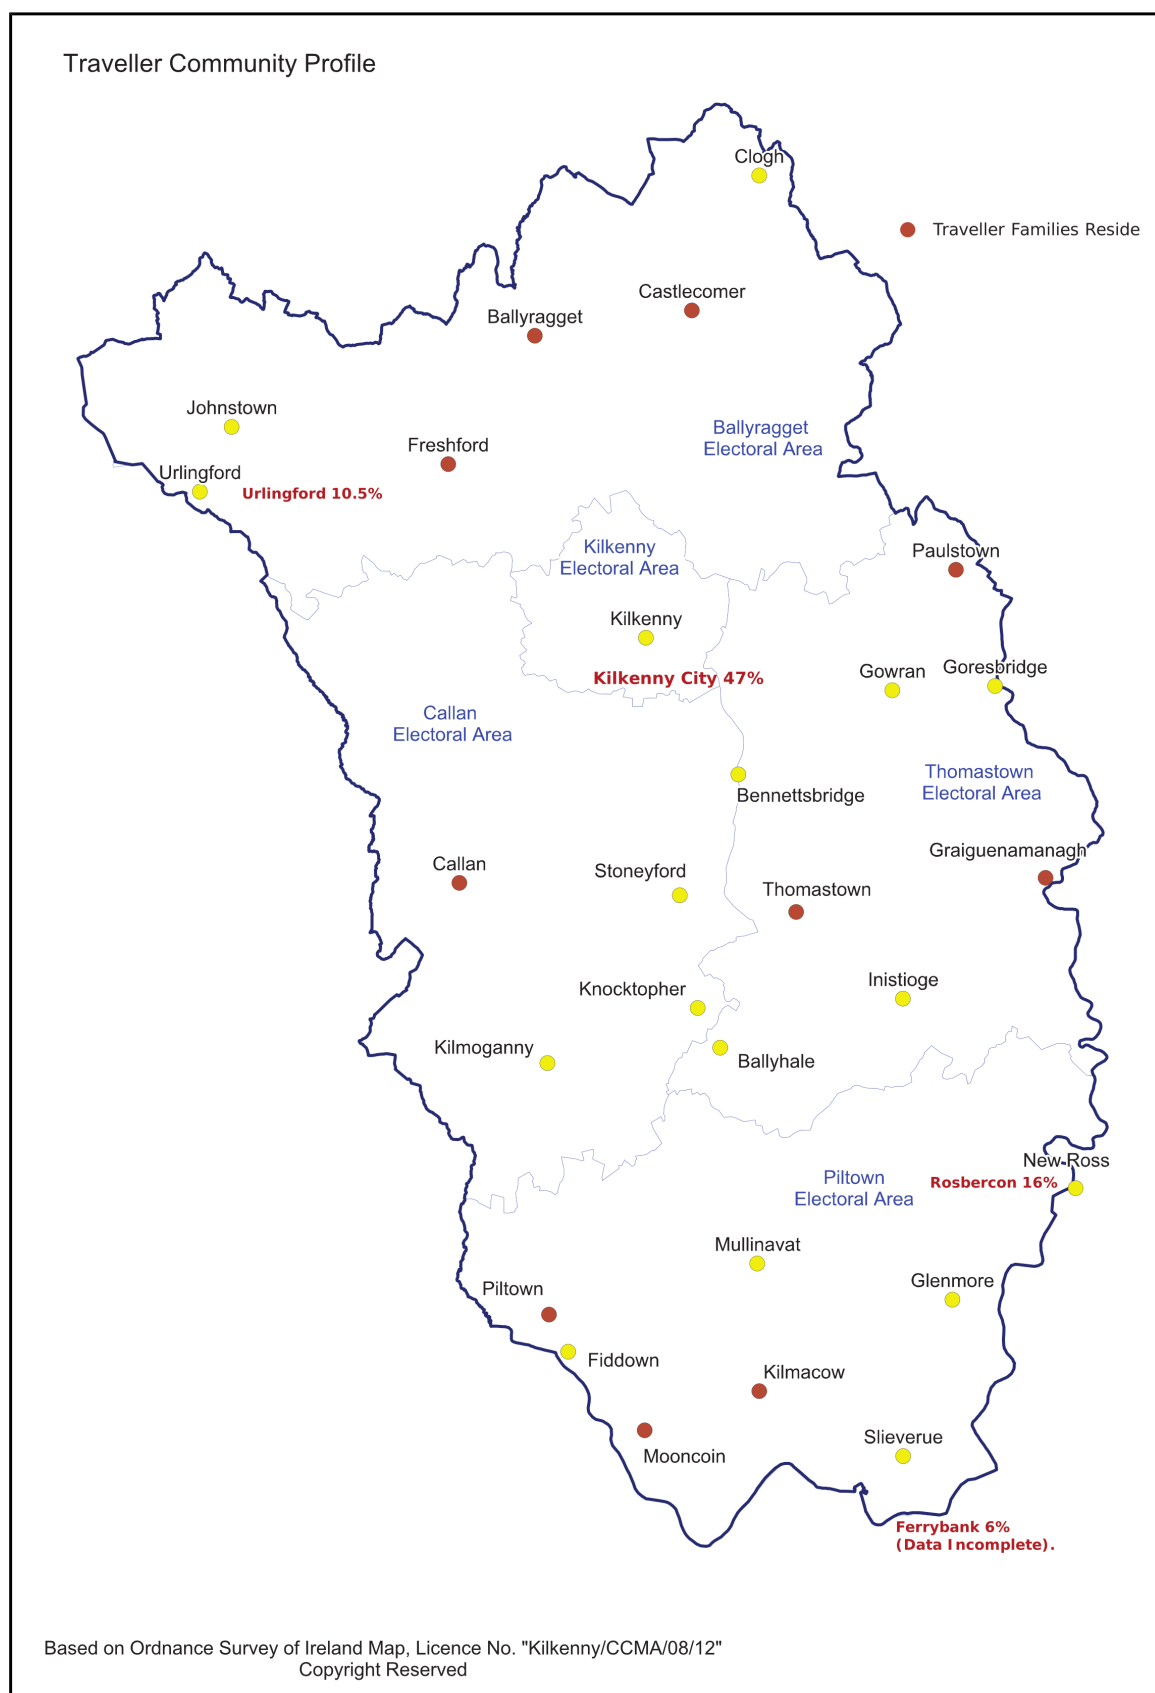 Traveller Community Profile
Clogh
Traveller Families Reside
Castlecomer
Ballyragget
Johnstown
Ballyragget
Electoral Area
Freshford
Urlingford
Urlingford 10.5%
Kilkenny
Electoral Area
Paulstown
Kilkenny
Gowran
Goresbridge
Kilkenny City 47%
Callan
Electoral Area
Thomastown
Electoral Area
Bennettsbridge
Graiguenamanagh
Callan
Stoneyford
Thomastown
Inistioge
Knocktopher
Kilmoganny
Ballyhale
New Ross
Piltown
Electoral Area
Rosbercon 16%
Mullinavat
Glenmore
Piltown
Fiddown
Kilmacow
Slieverue
Mooncoin
Ferrybank 6%
(Data Incomplete).
Based on Ordnance Survey of Ireland Map, Licence No. "Kilkenny/CCMA/08/12"
Copyright Reserved